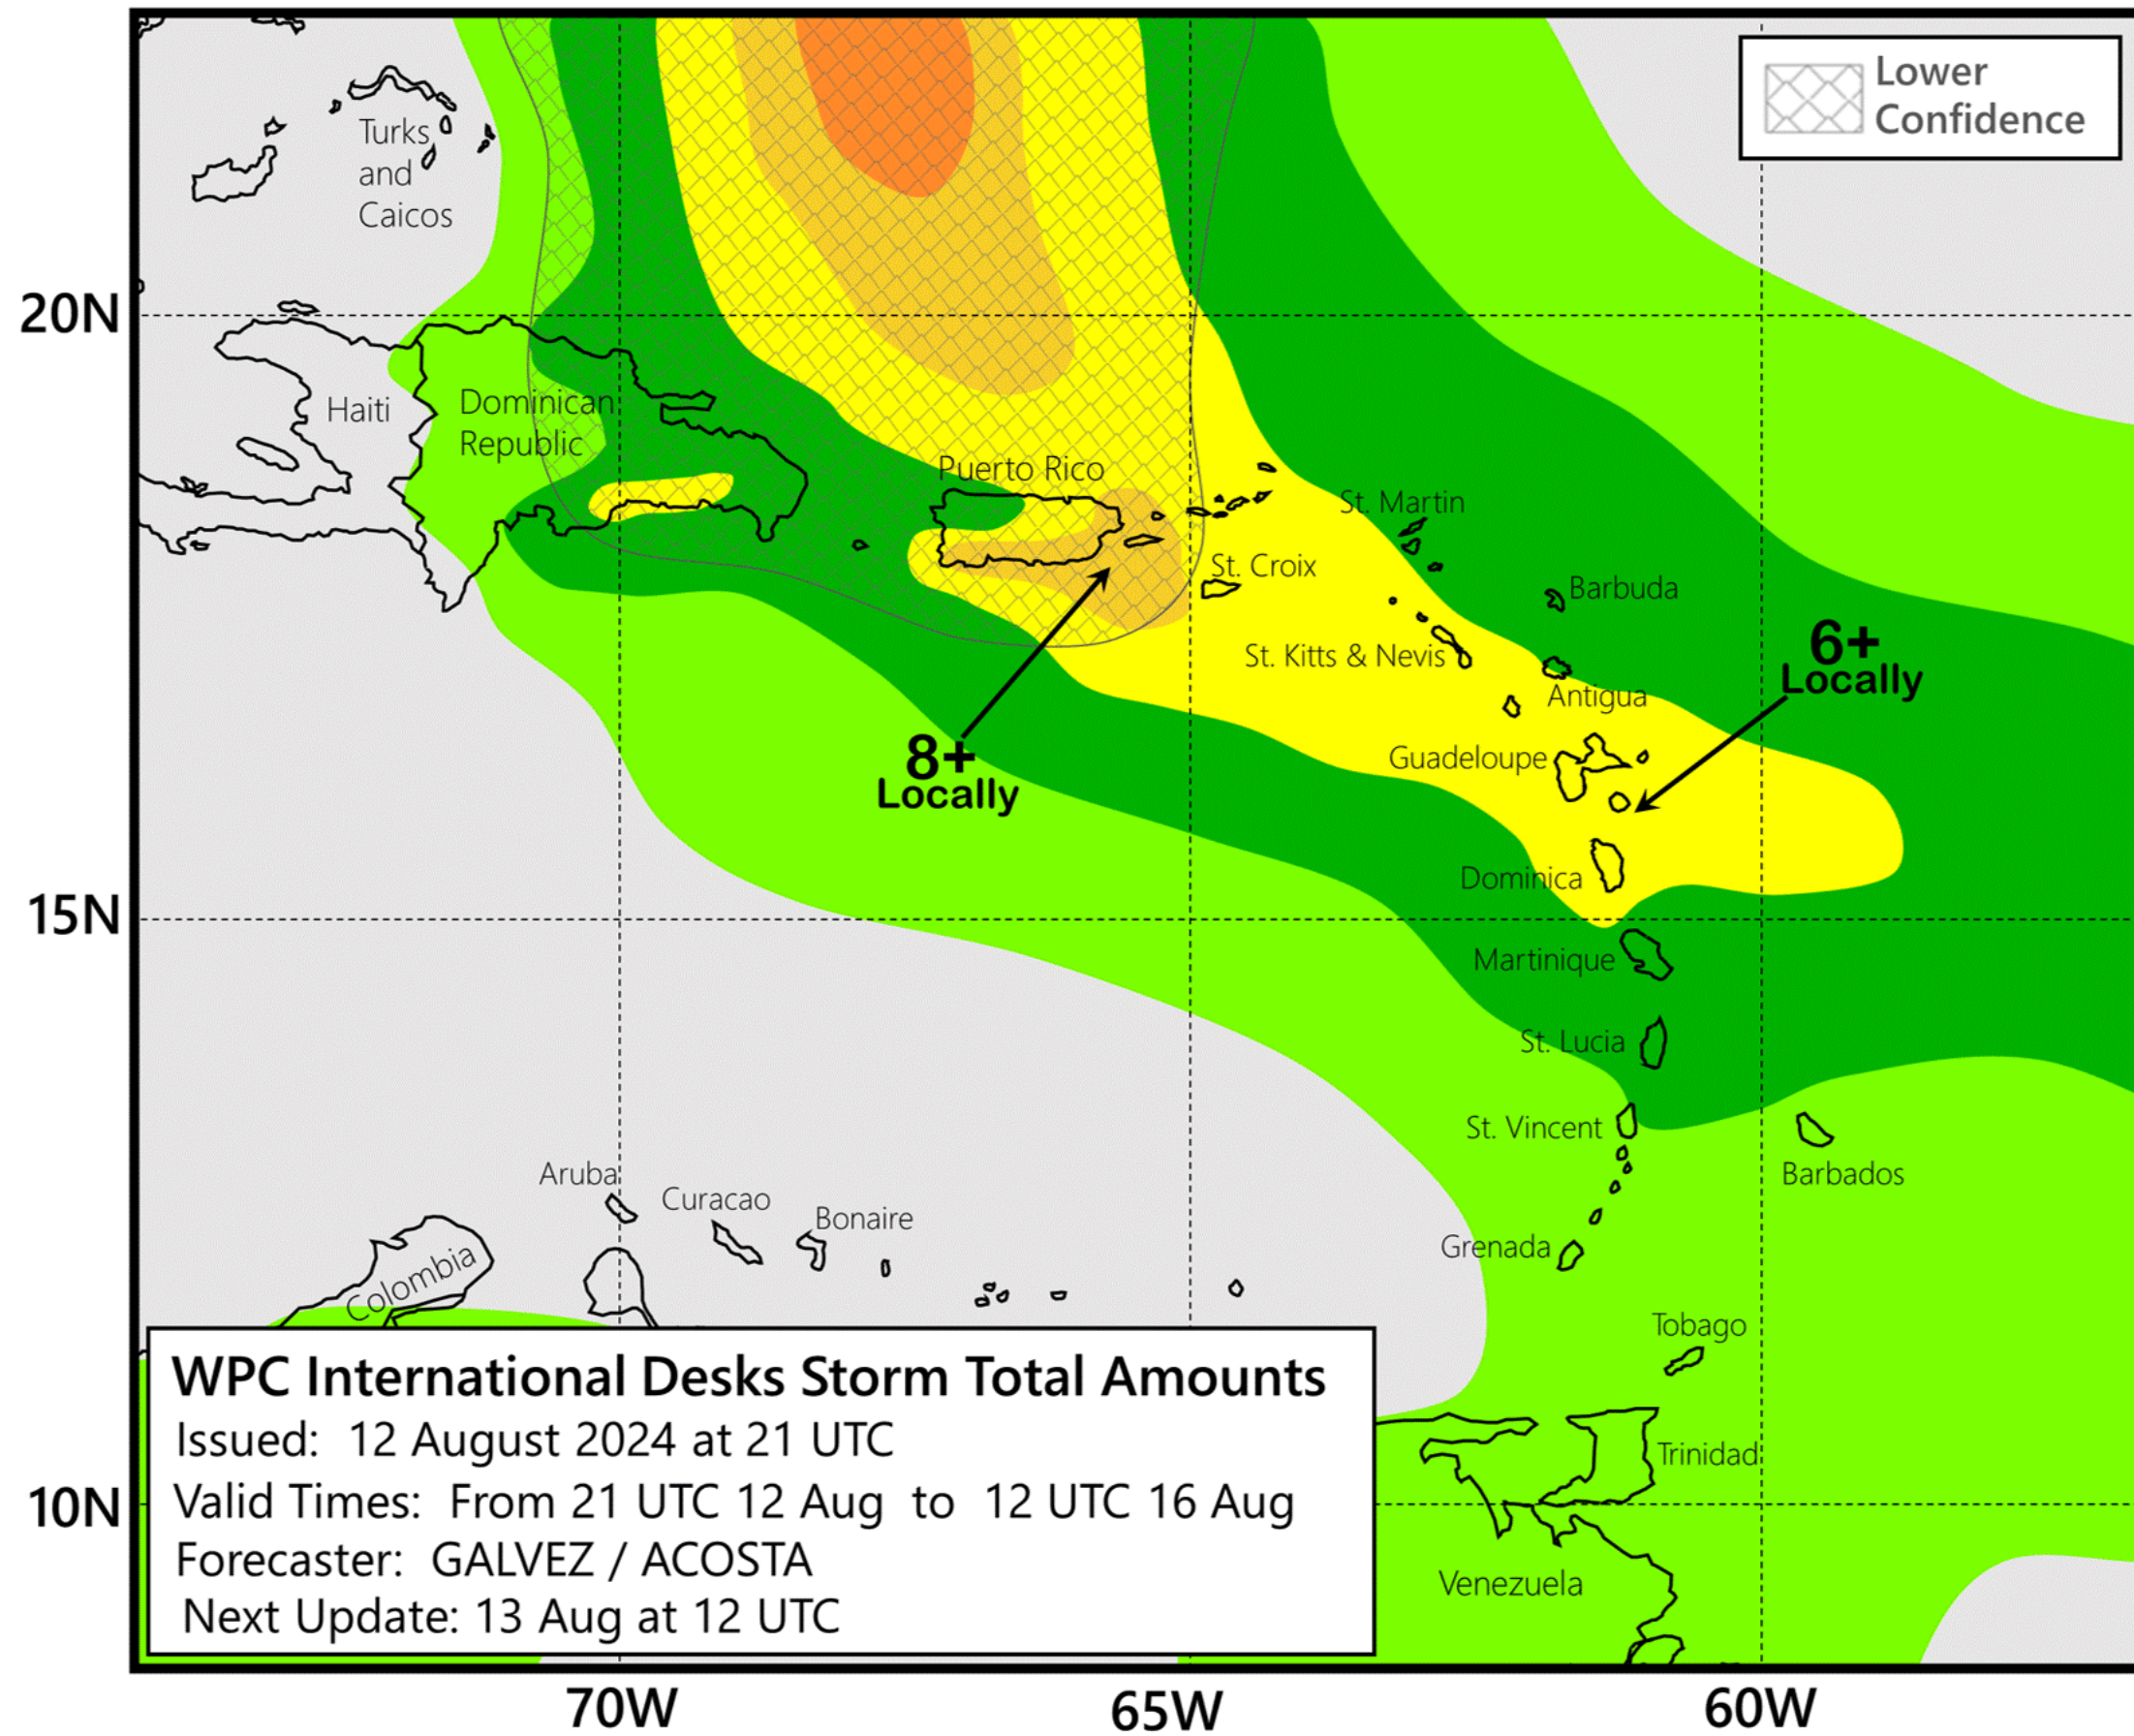 Lower
Confidence
Turks
and
Caicos
20N
Haiti
Dominican
Republic
Puerto Rico
St. Martin
St. Croix
Barbuda
St. Kitts & Nevis
6+
Locally
Antigua
8+
Locally
Guadeloupe
Dominica
15N
Martinique
St. Lucia
St. Vincent
Barbados
Aruba
Curacao
Bonaire
Grenada
Colombia
Tobago
Trinidad
Venezuela
10N
WPC International Desks Storm Total Amounts
Issued: 12 August 2024 at 21 UTC
Valid Times: From 21 UTC 12 Aug to 12 UTC 16 Aug
Forecaster: GALVEZ / ACOSTA
Next Update: 13 Aug at 12 UTC
70W
65W
60W